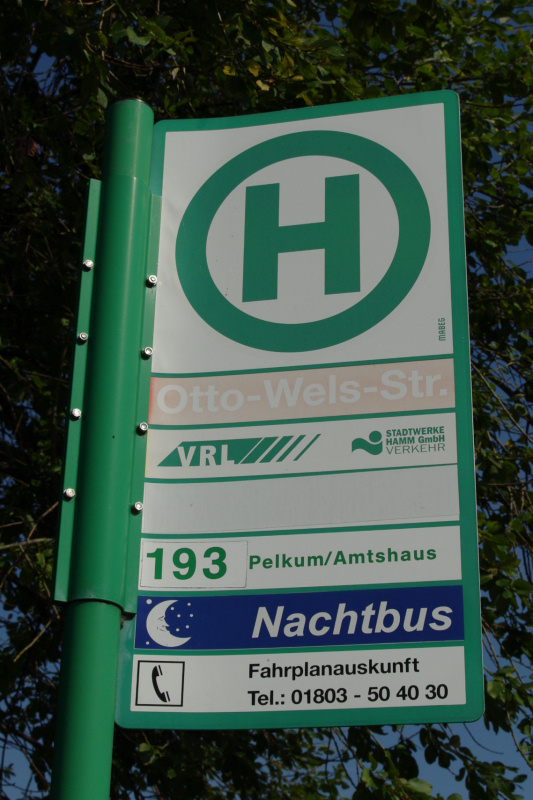 H
MABEG
Otto-Wels-Str.
VRL
STADTWERKE
HAMM GmbH
VERKEHR
193 Pelkum/Amtshaus
Nachtbus
Fahrplanauskunft
Tel.: 01803 - 50 40 30